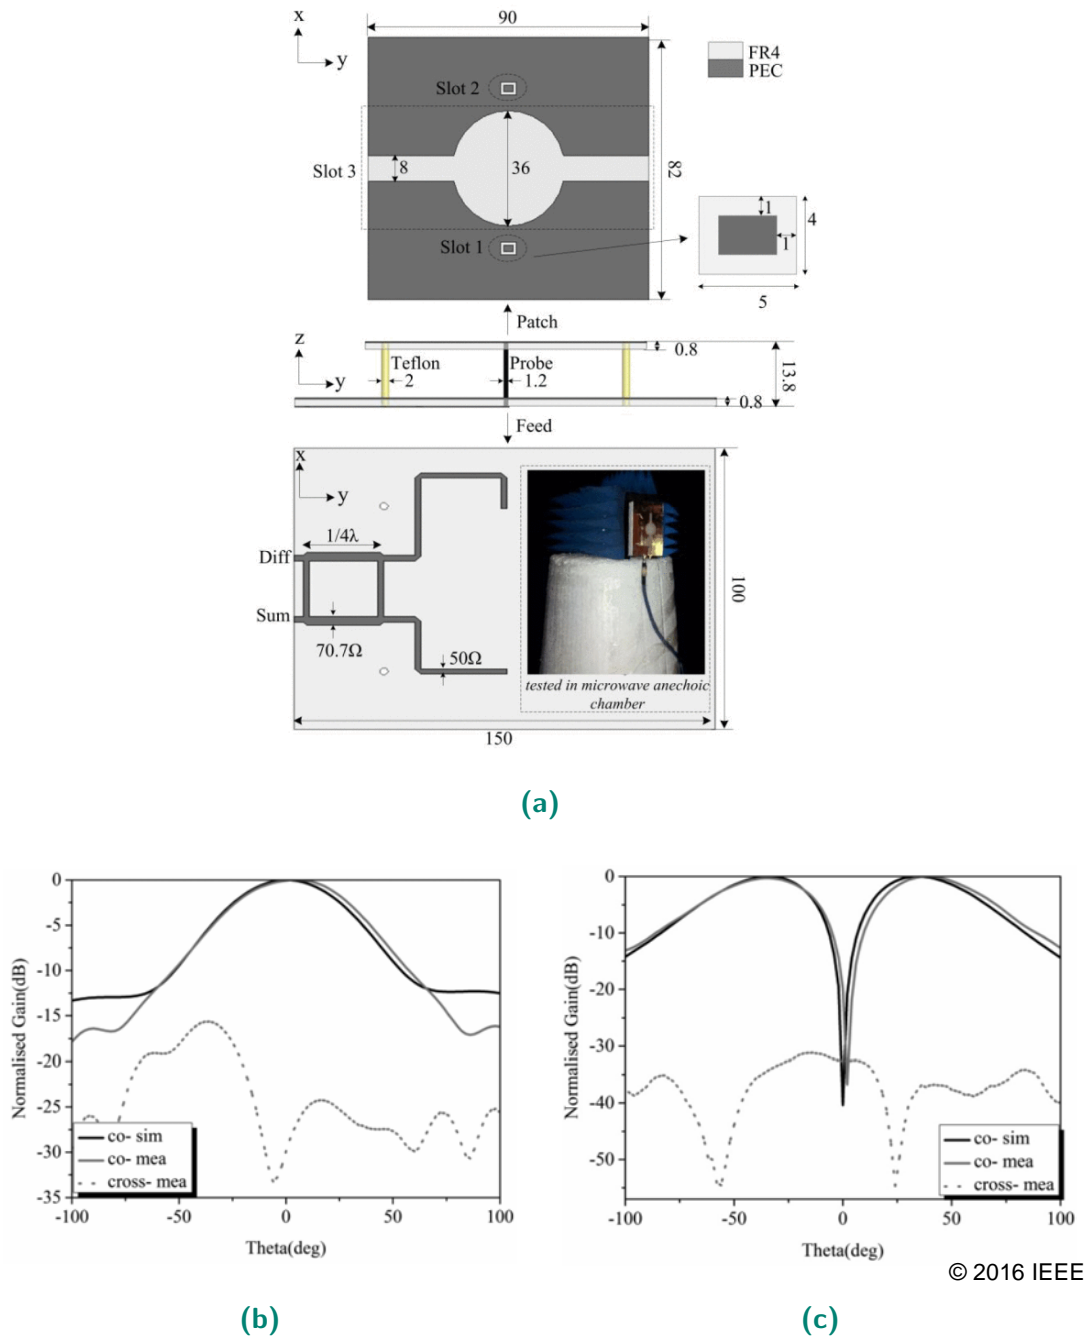 x
90
y
FR4
PEC
Slot 2
Slot 3
8
36
82
1
4
1
Slot 1
5
Patch
z
Teflon
Probe
0.8
13.8
y
2
1.2
0.8
Feed
x
y
1/4λ
Diff
Sum
70.7Ω
50Ω
100
tested in microwave anechoic
chamber
150
(a)
0
-5
-10
-15
-20
-25
-30
-35
Normalised Gain(dB)
co- sim
co- mea
cross- mea
-100
-50
0
50
100
Theta(deg)
(b)
0
-10
-20
-30
-40
-50
Normalised Gain(dB)
co- sim
co- mea
cross- mea
-100
-50
0
50
100
Theta(deg)
© 2016 IEEE
(c)